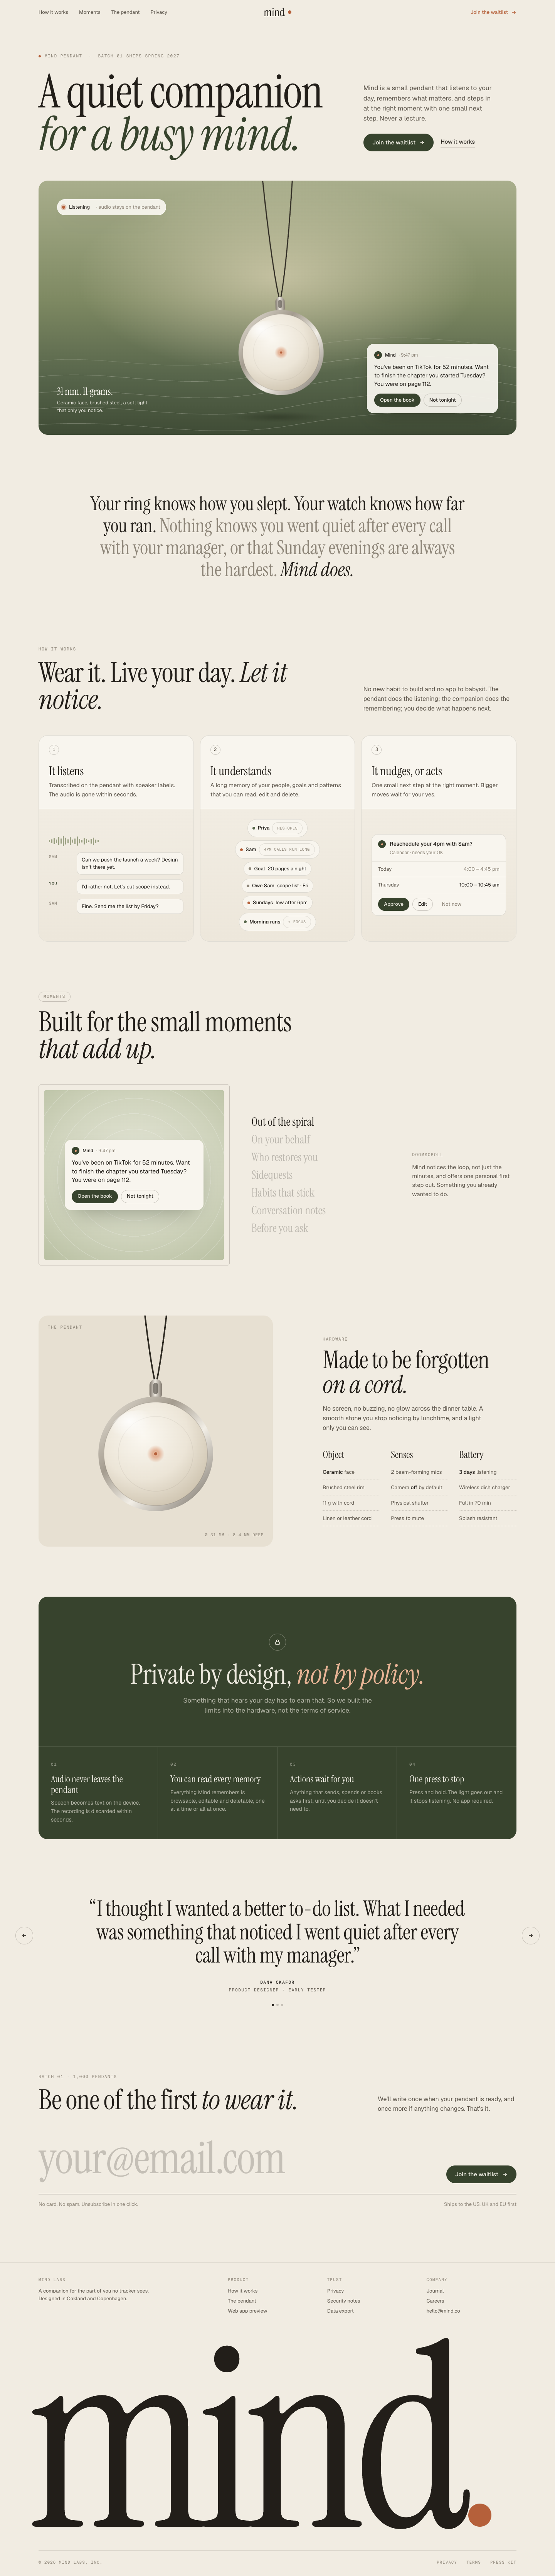 How it works Moments The pendant Privacy
mind
Join the waitlist →
MIND PENDANT · BATCH 01 SHIPS SPRING 2027
A quiet companion
for a busy mind.
Mind is a small pendant that listens to your
day, remembers what matters, and steps in
at the right moment with one small next
step. Never a lecture.
Join the waitlist → How it works
Listening · audio stays on the pendant
Mind · 9:47 pm
You've been on TikTok for 52 minutes. Want
to finish the chapter you started Tuesday?
You were on page 112.
Open the book Not tonight
31 mm. 11 grams.
Ceramic face, brushed steel, a soft light
that only you notice.
Your ring knows how you slept. Your watch knows how far
you ran. Nothing knows you went quiet after every call
with your manager, or that Sunday evenings are always
the hardest. Mind does.
HOW IT WORKS
Wear it. Live your day. Let it
notice.
No new habit to build and no app to babysit. The
pendant does the listening; the companion does the
remembering; you decide what happens next.
1
It listens
Transcribed on the pendant with speaker labels.
The audio is gone within seconds.
SAM
Can we push the launch a week? Design
isn't there yet.
YOU
I'd rather not. Let's cut scope instead.
SAM
Fine. Send me the list by Friday?
2
It understands
A long memory of people, goals and patterns
that you can read, edit and delete.
Priya RESTORES
Sam 4PM CALLS RUN LONG
Goal 20 pages a night
Owe Sam scope list · Fri
Sundays low after 6pm
Morning runs + FOCUS
3
It nudges, or acts
One small next step at the right moment. Bigger
moves wait for your yes.
Reschedule your 4pm with Sam?
Calendar · needs your OK
Today 4:00 – 4:45 pm
Thursday 10:00 – 10:45 am
Approve Edit Not now
MOMENTS
Built for the small moments
that add up.
Mind · 9:47 pm
You've been on TikTok for 52 minutes. Want
to finish the chapter you started Tuesday?
You were on page 112.
Open the book Not tonight
Out of the spiral
On your behalf
Who restores you
Sidequests
Habits that stick
Conversation notes
Before you ask
DOOMSCROLL
Mind notices the loop, not just the
minutes, and offers one personal first
step out. Something you already
wanted to do.
THE PENDANT
Ø 31 MM · 8.4 MM DEEP
HARDWARE
Made to be forgotten
on a cord.
No screen, no buzzing, no glow across the dinner table. A
smooth stone you stop noticing by lunchtime, and a light
only you can see.
Object Senses Battery
Ceramic face 2 beam-forming mics 3 days listening
Brushed steel rim Camera off by default Wireless dish charger
11 g with cord Physical shutter Full in 70 min
Linen or leather cord Press to mute Splash resistant
Private by design, not by policy.
Something that hears your day has to earn that. So we built the
limits into the hardware, not the terms of service.
01
Audio never leaves the
pendant
Speech becomes text on the device.
The recording is discarded within
seconds.
02
You can read every memory
Everything Mind remembers is
browsable, editable and deletable, one
at a time or all at once.
03
Actions wait for you
Anything that sends, spends or books
asks first, until you decide it doesn't
need to.
04
One press to stop
Press and hold. The light goes out and
it stops listening. No app required.
“I thought I wanted a better to-do list. What I needed
was something that noticed I went quiet after every
call with my manager.”
DANA OKAFOR
PRODUCT DESIGNER · EARLY TESTER
BATCH 01 · 1,000 PENDANTS
Be one of the first to wear it.
We'll write once when your pendant is ready, and
once more if anything changes. That's it.
your@email.com
Join the waitlist →
No card. No spam. Unsubscribe in one click.
Ships to the US, UK and EU first
MIND LABS
A companion for the part of you no tracker sees.
Designed in Oakland and Copenhagen.
PRODUCT
How it works
The pendant
Web app preview
TRUST
Privacy
Security notes
Data export
COMPANY
Journal
Careers
hello@mind.co
mind.
© 2026 MIND LABS, INC.
PRIVACY TERMS PRESS KIT